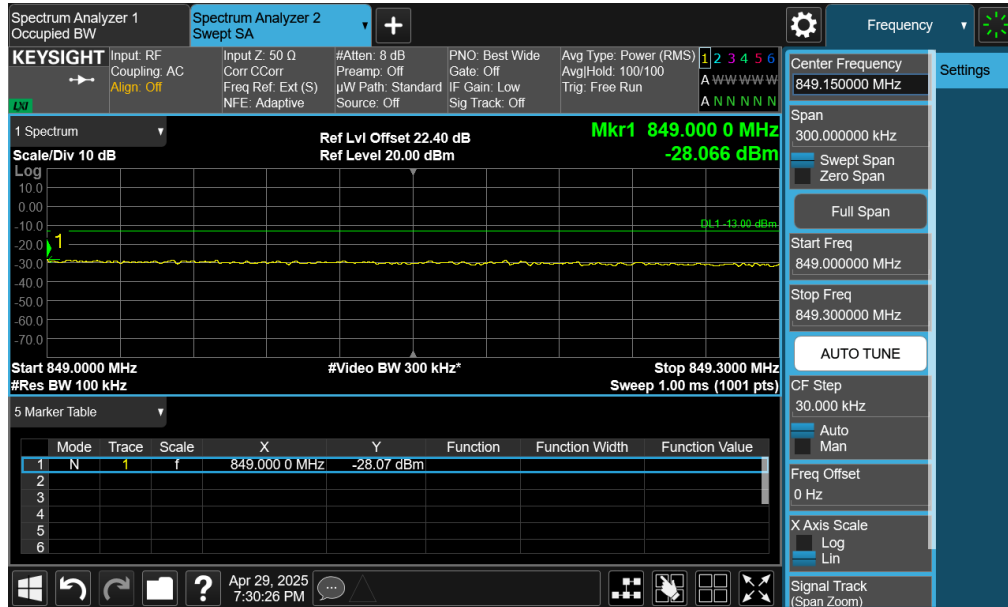 Spectrum Analyzer 1
Occupied BW
Spectrum Analyzer 2
Swept SA
Frequency
KEYSIGHT
LXI
Input: RF
Coupling: AC
Align: Off
Input Z: 50 Ω
Corr CCorr
Freq Ref: Ext (S)
NFE: Adaptive
#Atten: 8 dB
Preamp: Off
µW Path: Standard
Source: Off
PNO: Best Wide
Gate: Off
IF Gain: Low
Sig Track: Off
Avg Type: Power (RMS)
Avg|Hold: 100/100
Trig: Free Run
1 2 3 4 5 6
A W W W W W
A N N N N N
1 Spectrum
Scale/Div 10 dB
Ref Lvl Offset 22.40 dB
Ref Level 20.00 dBm
Mkr1 849.000 0 MHz
-28.066 dBm
Log
10.0
0.00
-10.0
-20.0
-30.0
-40.0
-50.0
-60.0
-70.0
1
DL1 -13.00 dBm
Start 849.0000 MHz
#Video BW 300 kHz*
Stop 849.3000 MHz
#Res BW 100 kHz
Sweep 1.00 ms (1001 pts)
5 Marker Table
Mode Trace Scale X Y Function Function Width Function Value
1 N 1 f 849.000 0 MHz -28.07 dBm
2
3
4
5
6
Apr 29, 2025
7:30:26 PM
Center Frequency
849.150000 MHz
Settings
Span
300.000000 kHz
Swept Span
Zero Span
Full Span
Start Freq
849.000000 MHz
Stop Freq
849.300000 MHz
AUTO TUNE
CF Step
30.000 kHz
Auto
Man
Freq Offset
0 Hz
X Axis Scale
Log
Lin
Signal Track
(Span Zoom)